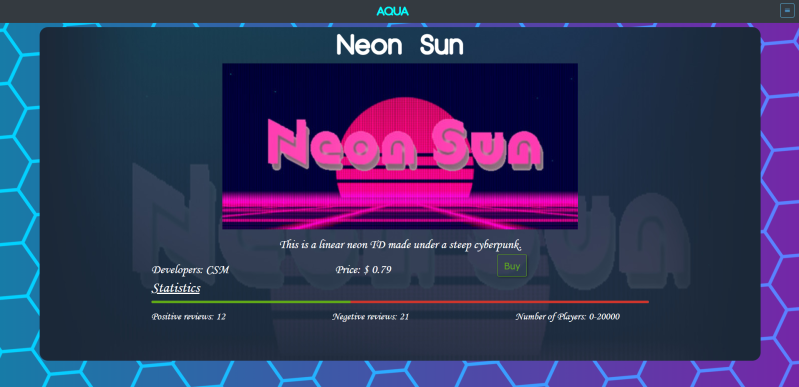 AQUA
Neon Sun
Neon Sun
This is a linear neon TD made under a steep cyberpunk.
Developers: CSM Price: $ 0.79 Buy
Statistics
Positive reviews: 12 Negetive reviews: 21 Number of Players: 0-20000